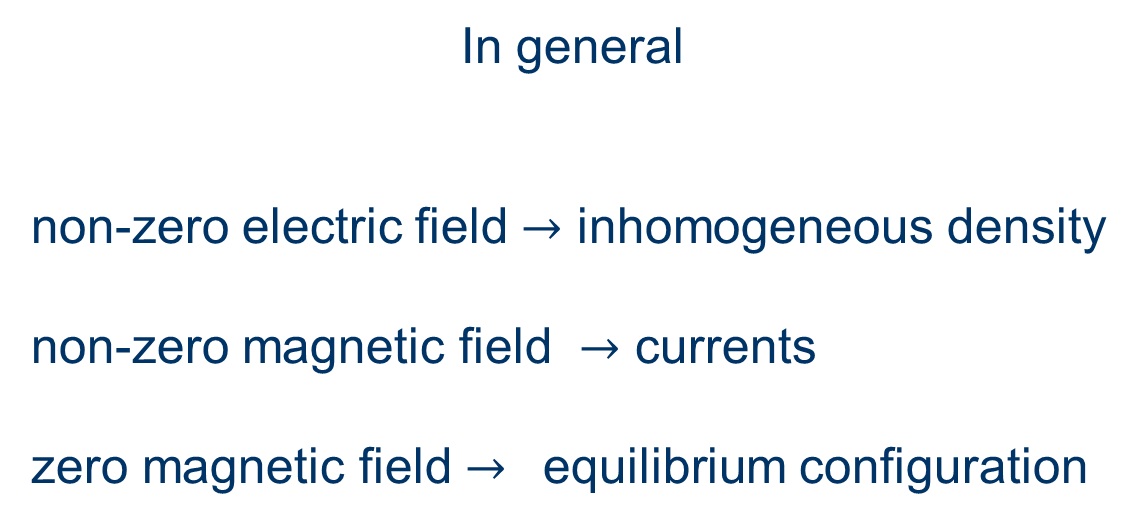 In general
non-zero electric field → inhomogeneous density
non-zero magnetic field → currents
zero magnetic field → equilibrium configuration